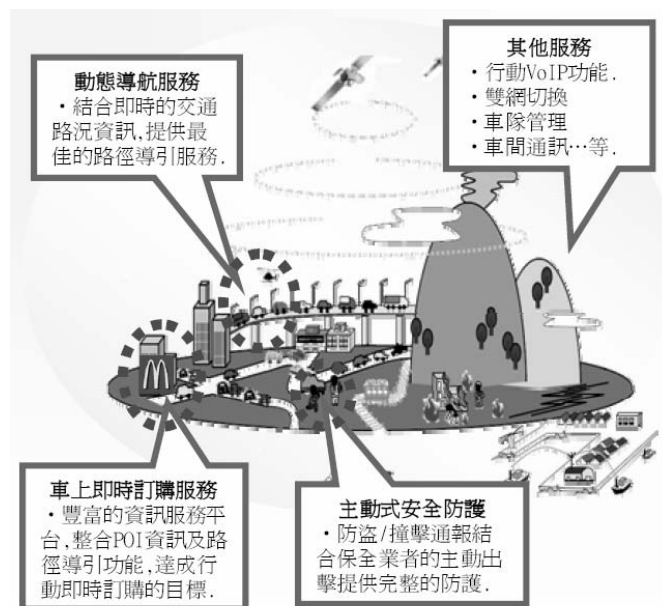 動態導航服務
・結合即時的交通
路況資訊,提供最
佳的路徑導引服務.
其他服務
・行動VoIP功能.
・雙網切換
・車隊管理
・車間通訊…等.
車上即時訂購服務
・豐富的資訊服務平
台,整合POI資訊及路
徑導引功能,達成行
動即時訂購的目標.
主動式安全防護
・防盜/撞擊通報結
合保全業者的主動出
擊提供完整的防護.